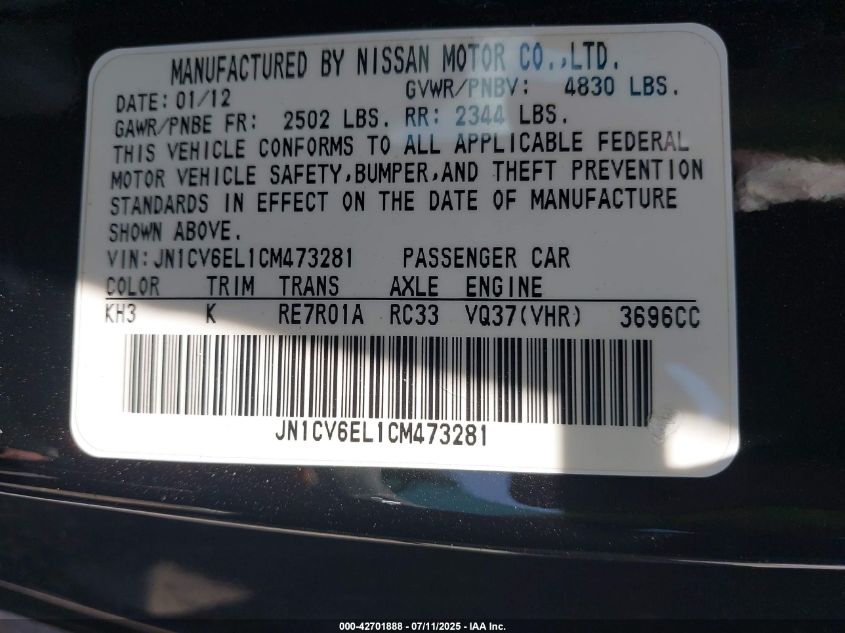 MANUFACTURED BY NISSAN MOTOR CO.,LTD.
DATE: 01/12 GVWR/PNBV: 4830 LBS.
GAWR/PNBE FR: 2502 LBS. RR: 2344 LBS.
THIS VEHICLE CONFORMS TO ALL APPLICABLE FEDERAL
MOTOR VEHICLE SAFETY,BUMPER,AND THEFT PREVENTION
STANDARDS IN EFFECT ON THE DATE OF MANUFACTURE
SHOWN ABOVE.
VIN:JN1CV6EL1CM473281 PASSENGER CAR
COLOR TRIM TRANS AXLE ENGINE
KH3 K RE7R01A RC33 VQ37(VHR) 3696CC
JN1CV6EL1CM473281
000-42701888 - 07/11/2025 - IAA Inc.